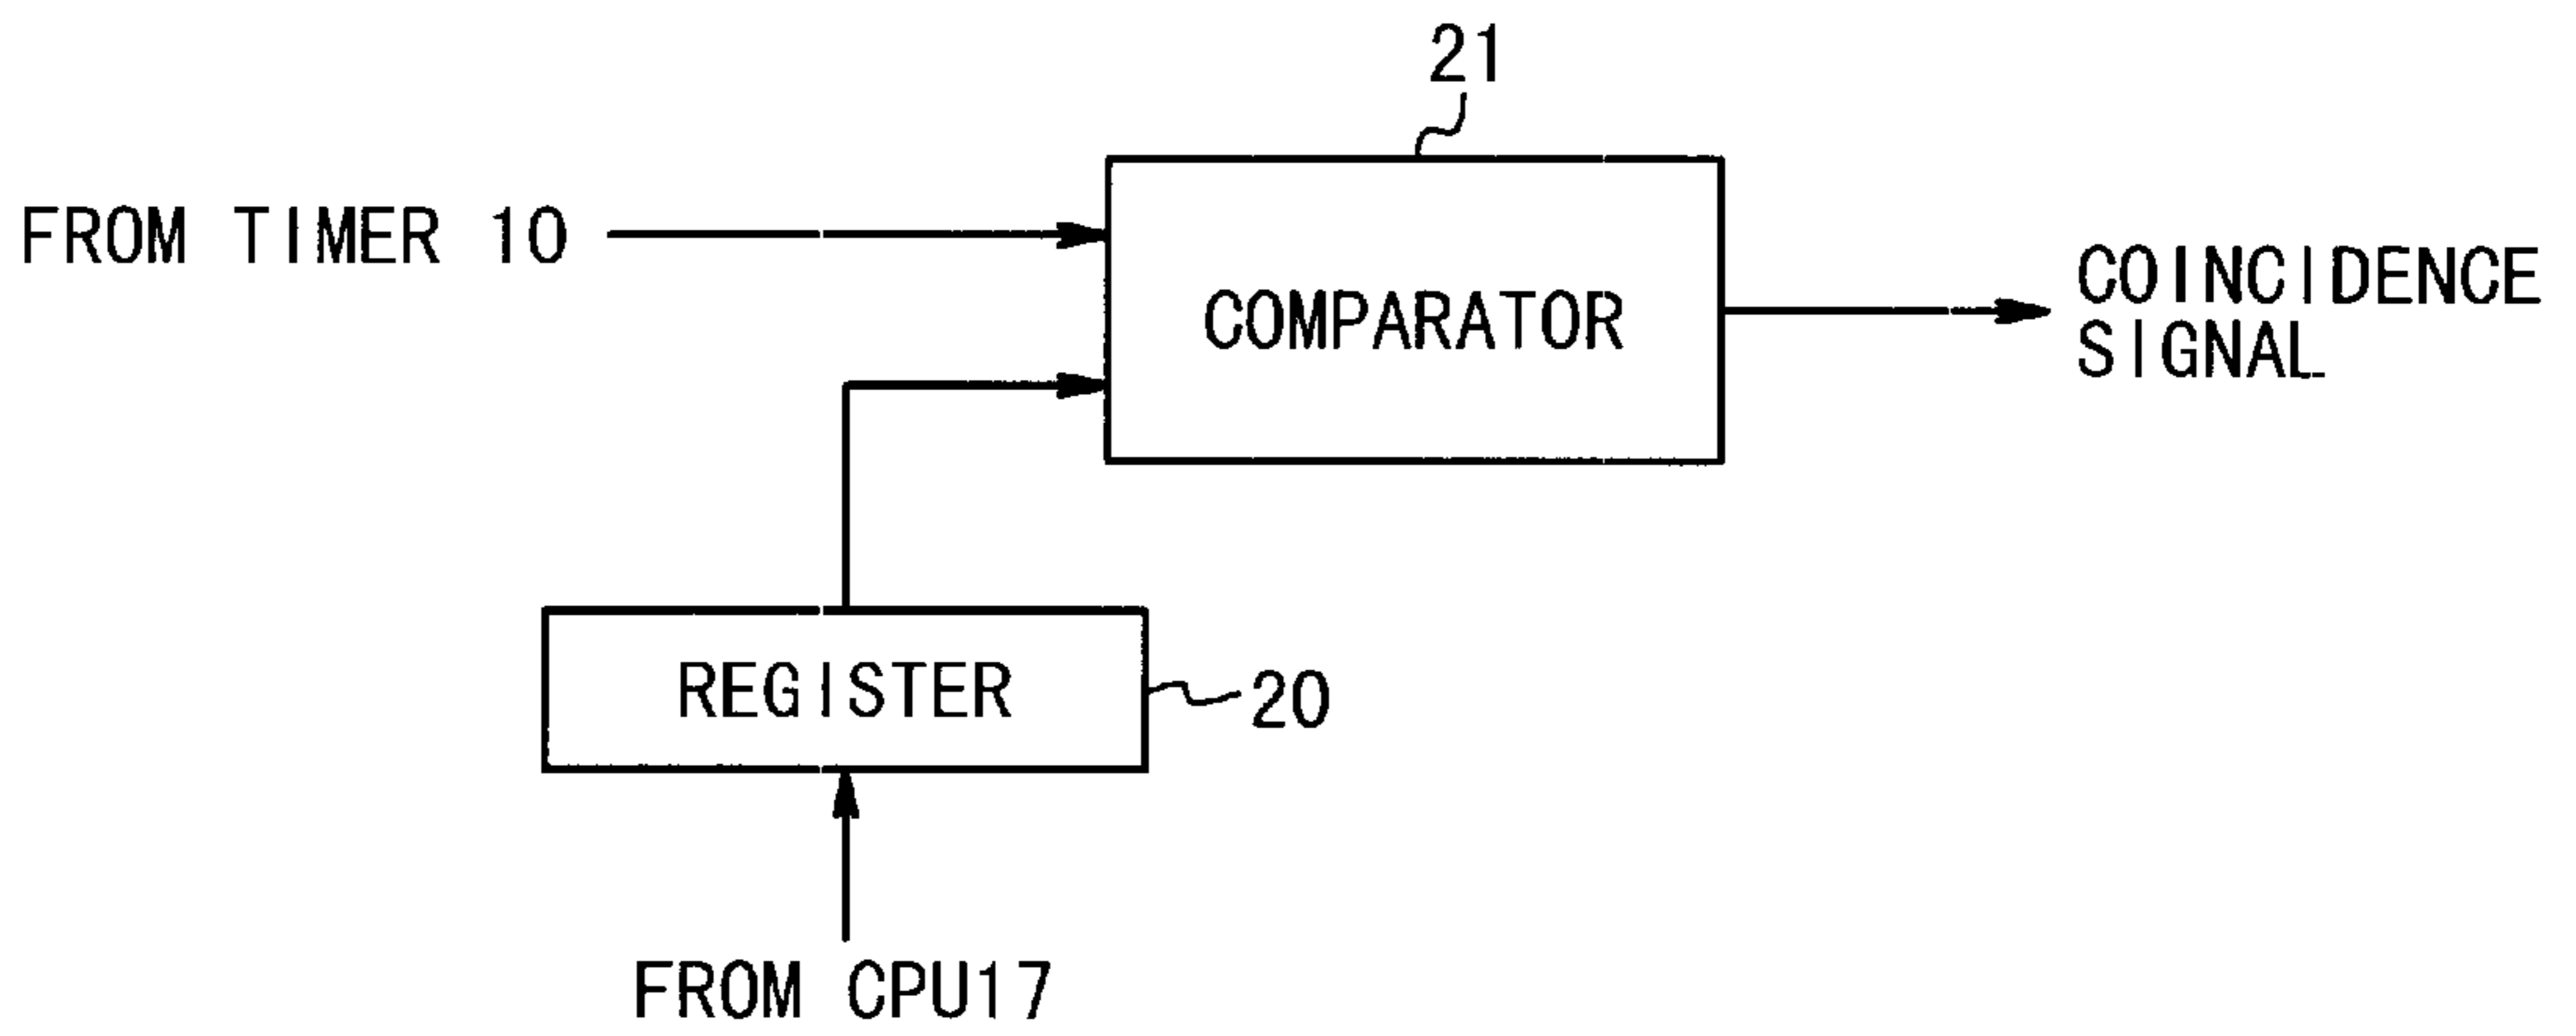 21
FROM TIMER 10
COMPARATOR
COINCIDENCE
SIGNAL
REGISTER
20
FROM CPU17